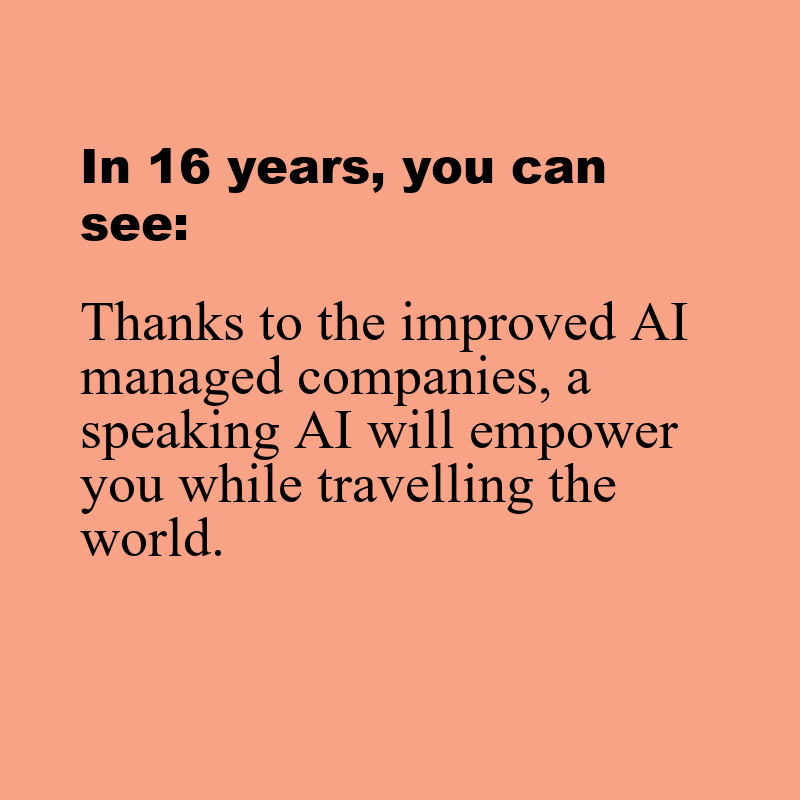 In 16 years, you can
see:
Thanks to the improved AI
managed companies, a
speaking AI will empower
you while travelling the
world.